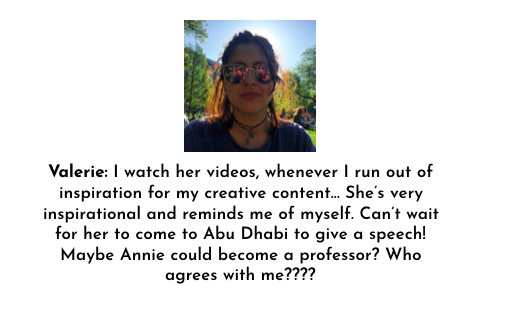 Valerie: I watch her videos, whenever I run out of
inspiration for my creative content... She's very
inspirational and reminds me of myself. Can't wait
for her to come to Abu Dhabi to give a speech!
Maybe Annie could become a professor? Who
agrees with me????